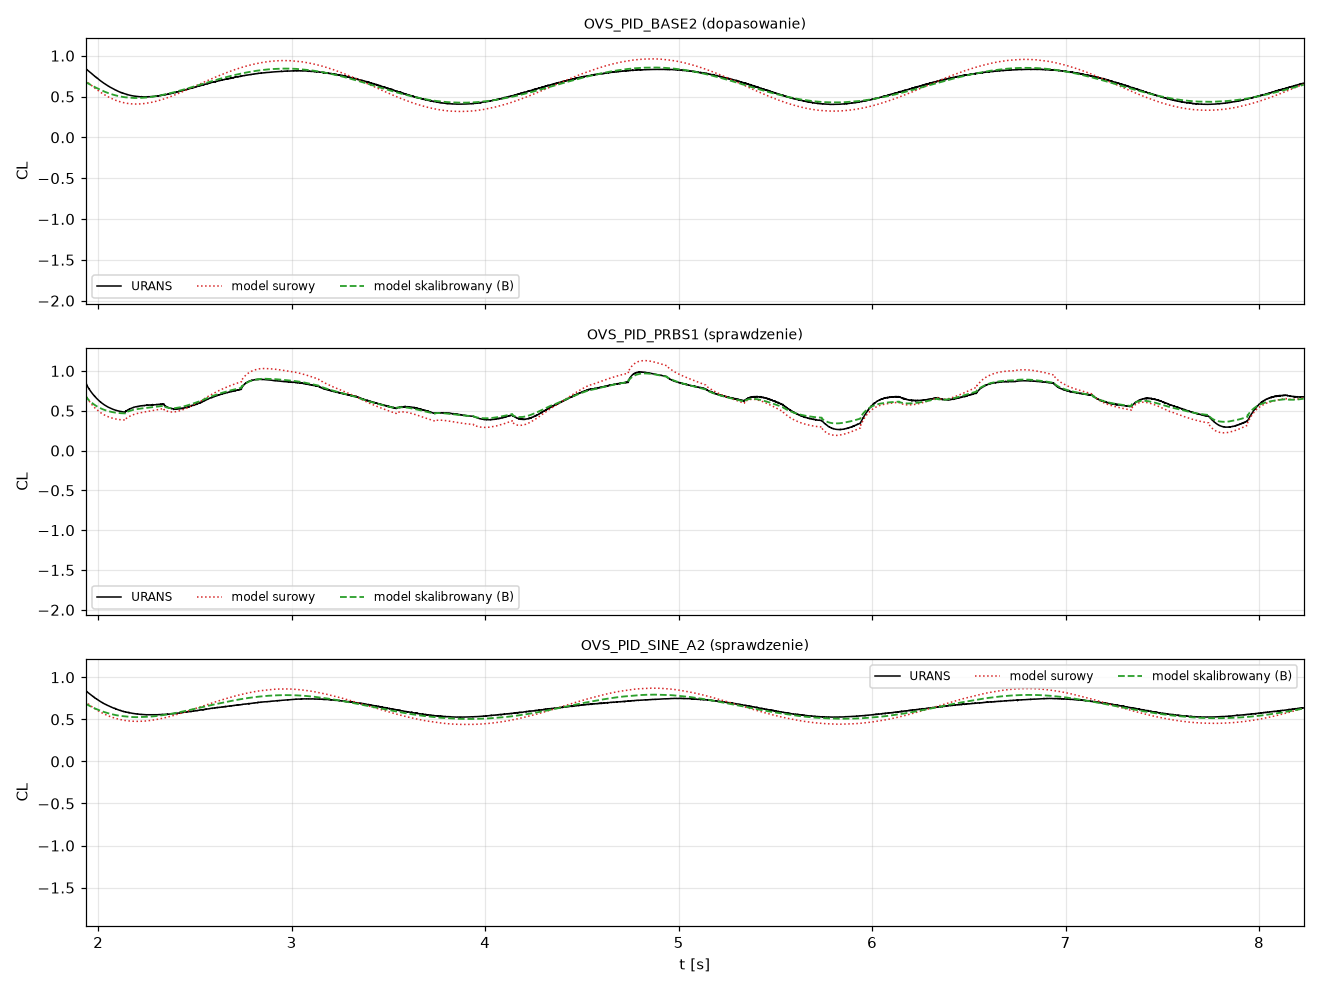 OVS_PID_BASE2 (dopasowanie)
1.0
0.5
0.0
−0.5
−1.0
−1.5
−2.0
CL
URANS model surowy model skalibrowany (B)
OVS_PID_PRBS1 (sprawdzenie)
1.0
0.5
0.0
−0.5
−1.0
−1.5
−2.0
CL
URANS model surowy model skalibrowany (B)
OVS_PID_SINE_A2 (sprawdzenie)
URANS model surowy model skalibrowany (B)
1.0
0.5
0.0
−0.5
−1.0
−1.5
CL
2 3 4 5 6 7 8
t [s]